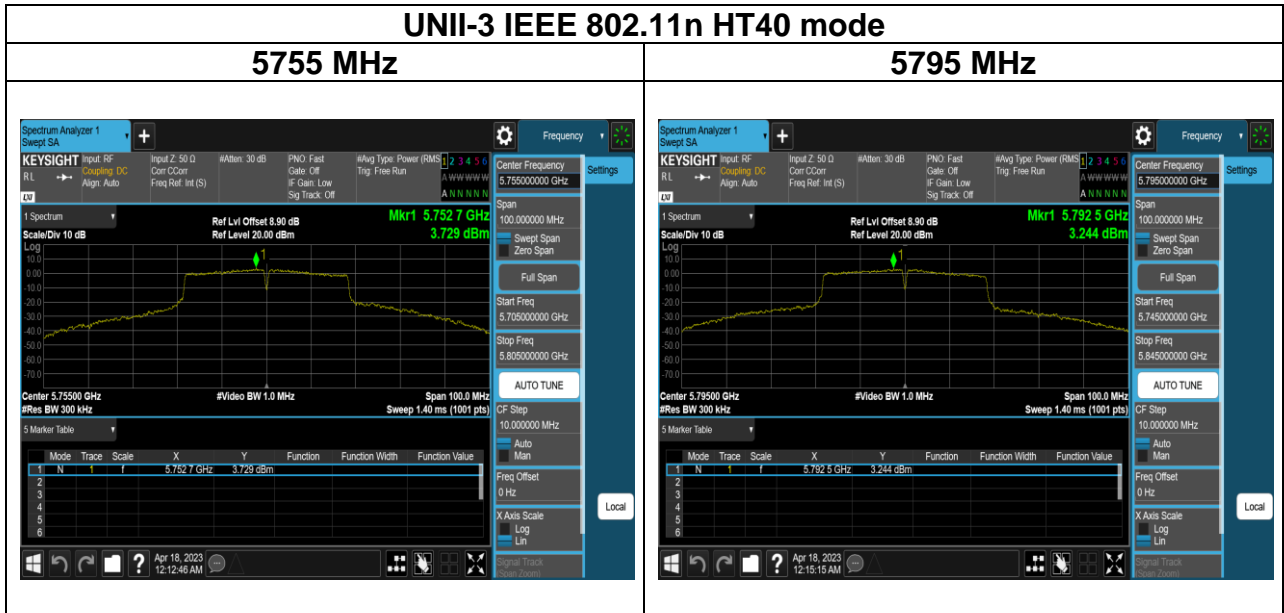 UNII-3 IEEE 802.11n HT40 mode
5755 MHz
5795 MHz
Spectrum Analyzer 1
Swept SA
Frequency
KEYSIGHT
Input: RF
Coupling: DC
Align: Auto
Input Z: 50 Ω
Corr CCorr
Freq Ref: Int (S)
#Atten: 30 dB
PNO: Fast
Gate: Off
IF Gain: Low
Sig Track: Off
#Avg Type: Power (RMS
Trig: Free Run
1 2 3 4 5 6
A W W W W W
A N N N N N
RL
LXI
Center Frequency
5.755000000 GHz
Settings
1 Spectrum
Scale/Div 10 dB
Ref Lvl Offset 8.90 dB
Ref Level 20.00 dBm
Mkr1 5.752 7 GHz
3.729 dBm
Span
100.000000 MHz
Swept Span
Zero Span
Full Span
Start Freq
5.705000000 GHz
Stop Freq
5.805000000 GHz
AUTO TUNE
CF Step
10.000000 MHz
Auto
Man
Freq Offset
0 Hz
X Axis Scale
Log
Lin
Signal Track
(Span Zoom)
Local
Log
10.0
0.00
-10.0
-20.0
-30.0
-40.0
-50.0
-60.0
-70.0
1
Center 5.75500 GHz
#Video BW 1.0 MHz
Span 100.0 MHz
#Res BW 300 kHz
Sweep 1.40 ms (1001 pts)
5 Marker Table
Mode Trace Scale X Y Function Function Width Function Value
1 N 1 f 5.752 7 GHz 3.729 dBm
2
3
4
5
6
Apr 18, 2023
12:12:46 AM
Spectrum Analyzer 1
Swept SA
Frequency
KEYSIGHT
Input: RF
Coupling: DC
Align: Auto
Input Z: 50 Ω
Corr CCorr
Freq Ref: Int (S)
#Atten: 30 dB
PNO: Fast
Gate: Off
IF Gain: Low
Sig Track: Off
#Avg Type: Power (RMS
Trig: Free Run
1 2 3 4 5 6
A W W W W W
A N N N N N
RL
LXI
Center Frequency
5.795000000 GHz
Settings
1 Spectrum
Scale/Div 10 dB
Ref Lvl Offset 8.90 dB
Ref Level 20.00 dBm
Mkr1 5.792 5 GHz
3.244 dBm
Span
100.000000 MHz
Swept Span
Zero Span
Full Span
Start Freq
5.745000000 GHz
Stop Freq
5.845000000 GHz
AUTO TUNE
CF Step
10.000000 MHz
Auto
Man
Freq Offset
0 Hz
X Axis Scale
Log
Lin
Signal Track
(Span Zoom)
Local
Log
10.0
0.00
-10.0
-20.0
-30.0
-40.0
-50.0
-60.0
-70.0
1
Center 5.79500 GHz
#Video BW 1.0 MHz
Span 100.0 MHz
#Res BW 300 kHz
Sweep 1.40 ms (1001 pts)
5 Marker Table
Mode Trace Scale X Y Function Function Width Function Value
1 N 1 f 5.792 5 GHz 3.244 dBm
2
3
4
5
6
Apr 18, 2023
12:15:15 AM